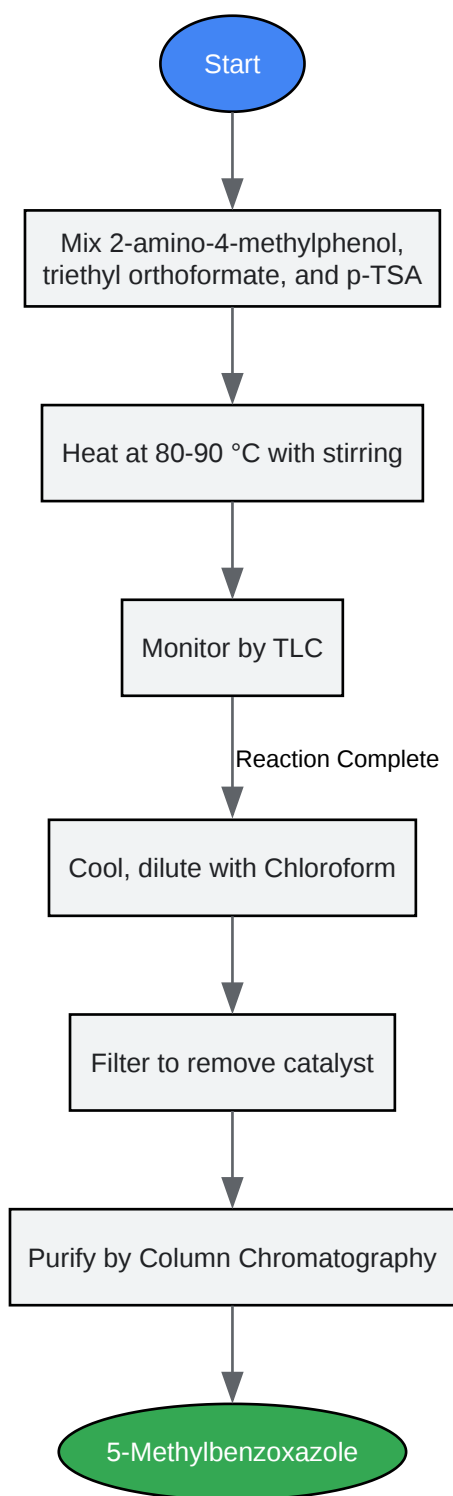 Start
Mix 2-amino-4-methylphenol,
triethyl orthoformate, and p-TSA
Heat at 80-90 °C with stirring
Monitor by TLC
Reaction Complete
Cool, dilute with Chloroform
Filter to remove catalyst
Purify by Column Chromatography
5-Methylbenzoxazole